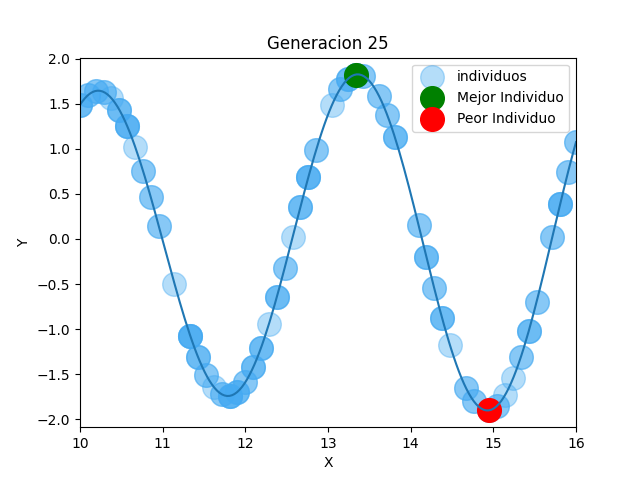 Generacion 25
individuos
Mejor Individuo
Peor Individuo
2.0
1.5
1.0
0.5
0.0
−0.5
−1.0
−1.5
−2.0
Y
10 11 12 13 14 15 16
X